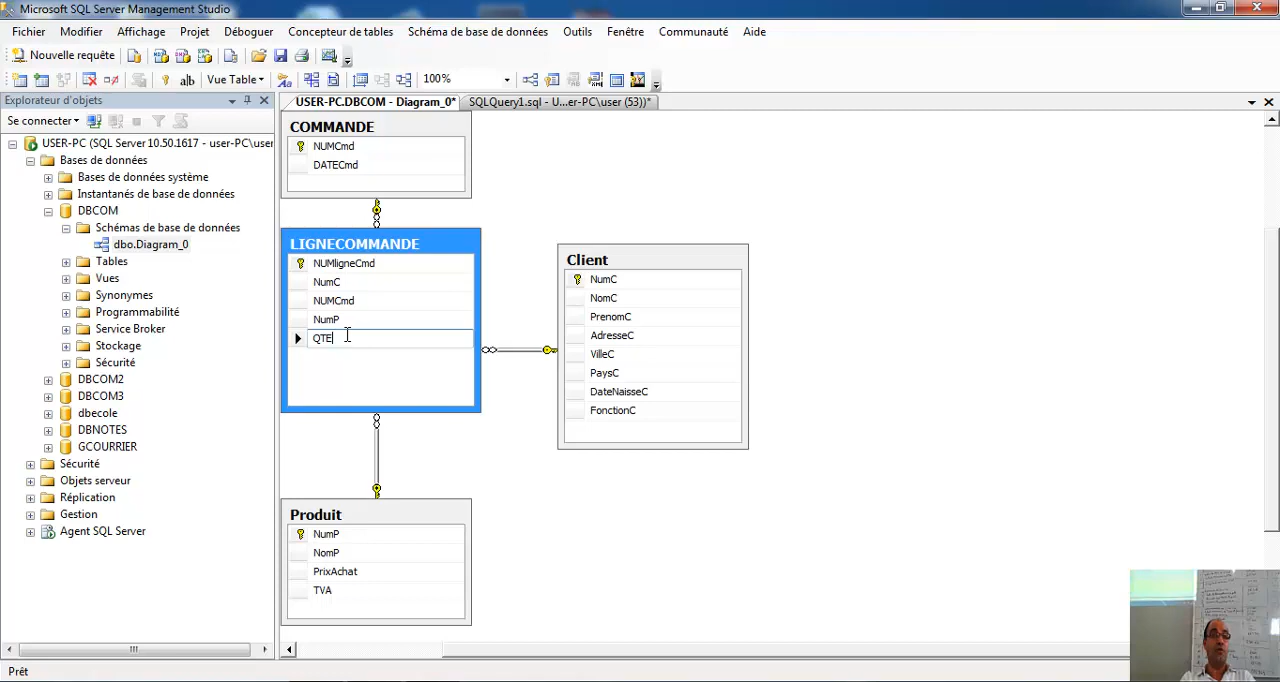 Microsoft SQL Server Management Studio
Fichier Modifier Affichage Projet Déboguer Concepteur de tables Schéma de base de données Outils Fenêtre Communauté Aide
Nouvelle requête
ab Vue Table 100%
Explorateur d'objets
USER-PC.DBCOM - Diagram_0* SQLQuery1.sql - U...er-PC\user (53))*
Se connecter
USER-PC (SQL Server 10.50.1617 - user-PC\user
Bases de données
Bases de données système
Instantanés de base de données
DBCOM
Schémas de base de données
dbo.Diagram_0
Tables
Vues
Synonymes
Programmabilité
Service Broker
Stockage
Sécurité
DBCOM2
DBCOM3
dbecole
DBNOTES
GCOURRIER
Sécurité
Objets serveur
Réplication
Gestion
Agent SQL Server
COMMANDE
NUMCmd
DATECmd
LIGNECOMMANDE
NUMligneCmd
NumC
NUMCmd
NumP
QTE
Client
NumC
NomC
PrenomC
AdresseC
VilleC
PaysC
DateNaisseC
FonctionC
Produit
NumP
NomP
PrixAchat
TVA
Prêt